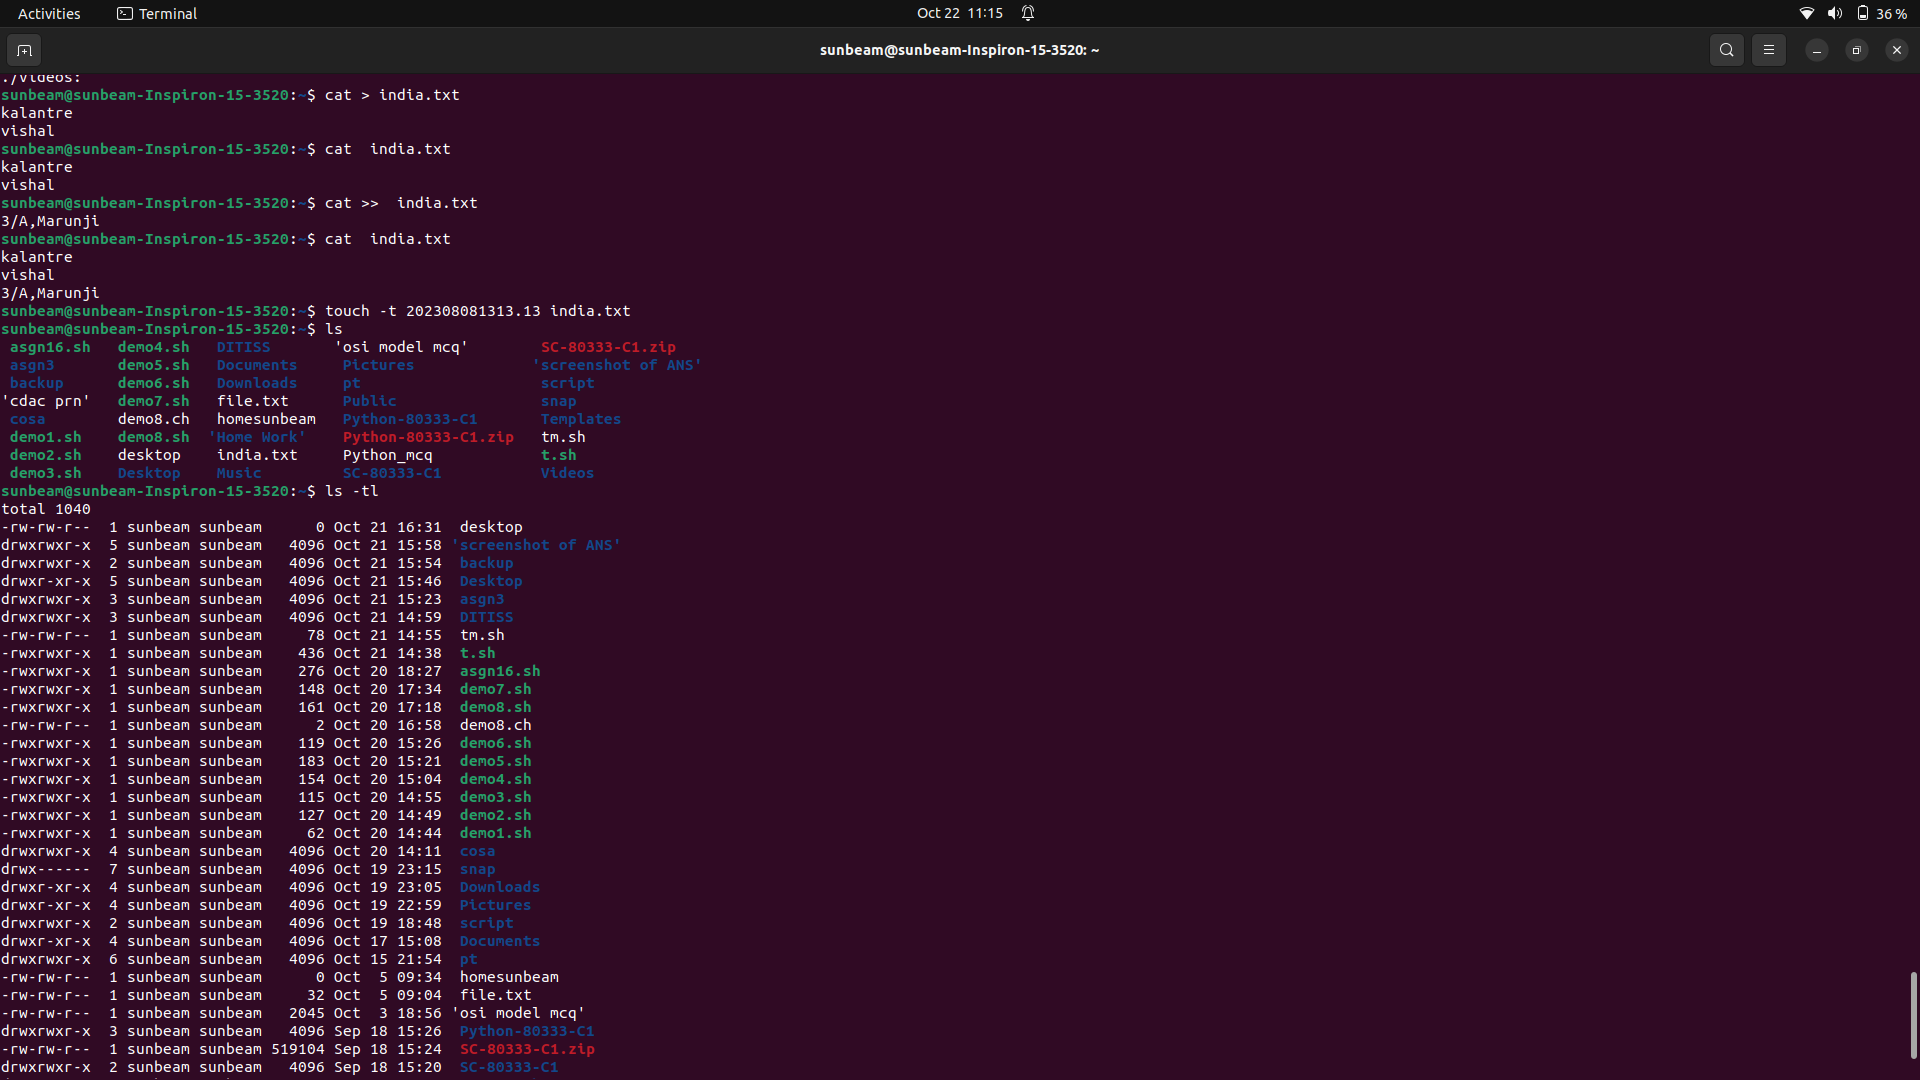 Activities Terminal Oct 22 11:15 36 %
sunbeam@sunbeam-Inspiron-15-3520: ~
./Videos:
sunbeam@sunbeam-Inspiron-15-3520:~$ cat > india.txt
kalantre
vishal
sunbeam@sunbeam-Inspiron-15-3520:~$ cat  india.txt
kalantre
vishal
sunbeam@sunbeam-Inspiron-15-3520:~$ cat >>  india.txt
3/A,Marunji
sunbeam@sunbeam-Inspiron-15-3520:~$ cat  india.txt
kalantre
vishal
3/A,Marunji
sunbeam@sunbeam-Inspiron-15-3520:~$ touch -t 202308081313.13 india.txt
sunbeam@sunbeam-Inspiron-15-3520:~$ ls
 asgn16.sh   demo4.sh   DITISS       'osi model mcq'        SC-80333-C1.zip
 asgn3       demo5.sh   Documents     Pictures             'screenshot of ANS'
 backup      demo6.sh   Downloads     pt                    script
'cdac prn'   demo7.sh   file.txt      Public                snap
 cosa        demo8.ch   homesunbeam   Python-80333-C1       Templates
 demo1.sh    demo8.sh  'Home Work'    Python-80333-C1.zip   tm.sh
 demo2.sh    desktop    india.txt     Python_mcq            t.sh
 demo3.sh    Desktop    Music         SC-80333-C1           Videos
sunbeam@sunbeam-Inspiron-15-3520:~$ ls -tl
total 1040
-rw-rw-r--  1 sunbeam sunbeam      0 Oct 21 16:31  desktop
drwxrwxr-x  5 sunbeam sunbeam   4096 Oct 21 15:58 'screenshot of ANS'
drwxrwxr-x  2 sunbeam sunbeam   4096 Oct 21 15:54  backup
drwxr-xr-x  5 sunbeam sunbeam   4096 Oct 21 15:46  Desktop
drwxrwxr-x  3 sunbeam sunbeam   4096 Oct 21 15:23  asgn3
drwxrwxr-x  3 sunbeam sunbeam   4096 Oct 21 14:59  DITISS
-rw-rw-r--  1 sunbeam sunbeam     78 Oct 21 14:55  tm.sh
-rwxrwxr-x  1 sunbeam sunbeam    436 Oct 21 14:38  t.sh
-rwxrwxr-x  1 sunbeam sunbeam    276 Oct 20 18:27  asgn16.sh
-rwxrwxr-x  1 sunbeam sunbeam    148 Oct 20 17:34  demo7.sh
-rwxrwxr-x  1 sunbeam sunbeam    161 Oct 20 17:18  demo8.sh
-rw-rw-r--  1 sunbeam sunbeam      2 Oct 20 16:58  demo8.ch
-rwxrwxr-x  1 sunbeam sunbeam    119 Oct 20 15:26  demo6.sh
-rwxrwxr-x  1 sunbeam sunbeam    183 Oct 20 15:21  demo5.sh
-rwxrwxr-x  1 sunbeam sunbeam    154 Oct 20 15:04  demo4.sh
-rwxrwxr-x  1 sunbeam sunbeam    115 Oct 20 14:55  demo3.sh
-rwxrwxr-x  1 sunbeam sunbeam    127 Oct 20 14:49  demo2.sh
-rwxrwxr-x  1 sunbeam sunbeam     62 Oct 20 14:44  demo1.sh
drwxrwxr-x  4 sunbeam sunbeam   4096 Oct 20 14:11  cosa
drwx------  7 sunbeam sunbeam   4096 Oct 19 23:15  snap
drwxr-xr-x  4 sunbeam sunbeam   4096 Oct 19 23:05  Downloads
drwxr-xr-x  4 sunbeam sunbeam   4096 Oct 19 22:59  Pictures
drwxrwxr-x  2 sunbeam sunbeam   4096 Oct 19 18:48  script
drwxr-xr-x  4 sunbeam sunbeam   4096 Oct 17 15:08  Documents
drwxrwxr-x  6 sunbeam sunbeam   4096 Oct 15 21:54  pt
-rw-rw-r--  1 sunbeam sunbeam      0 Oct  5 09:34  homesunbeam
-rw-rw-r--  1 sunbeam sunbeam     32 Oct  5 09:04  file.txt
-rw-rw-r--  1 sunbeam sunbeam   2045 Oct  3 18:56 'osi model mcq'
drwxrwxr-x  3 sunbeam sunbeam   4096 Sep 18 15:26  Python-80333-C1
-rw-rw-r--  1 sunbeam sunbeam 519104 Sep 18 15:24  SC-80333-C1.zip
drwxrwxr-x  2 sunbeam sunbeam   4096 Sep 18 15:20  SC-80333-C1